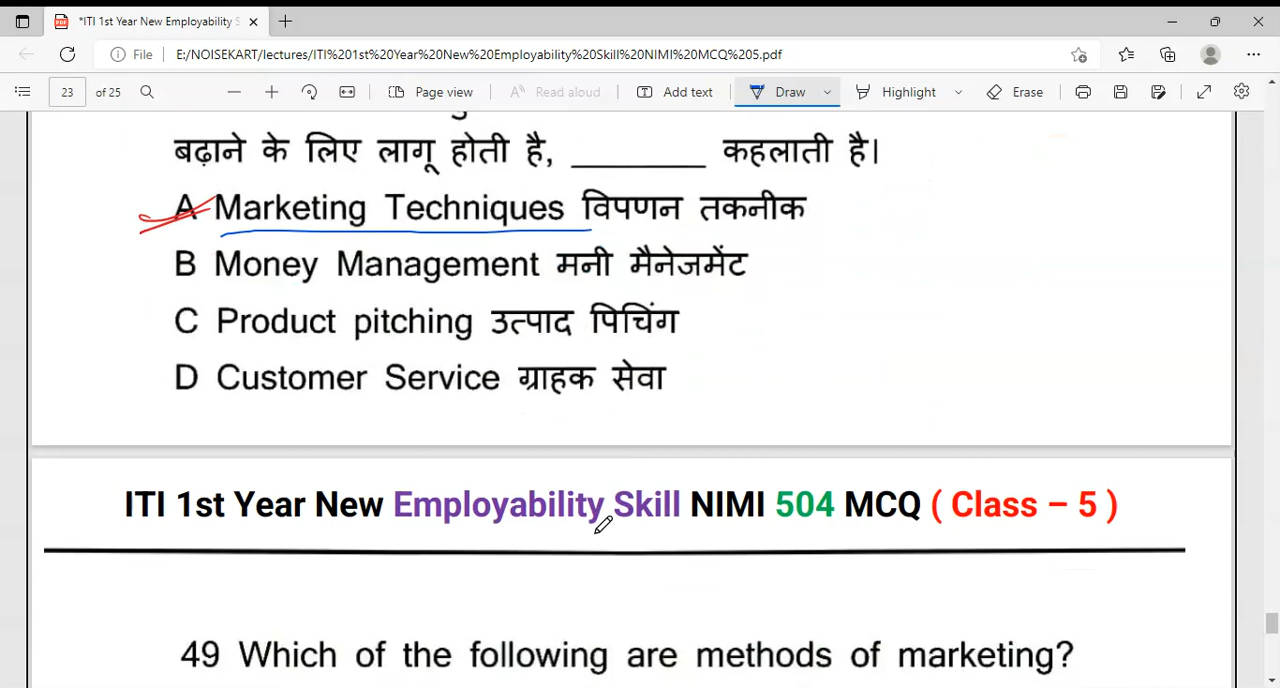 *ITI 1st Year New Employability S
23 of 25
File E:/NOISEKART/lectures/ITI%201st%20Year%20New%20Employability%20Skill%20NIMI%20MCQ%205.pdf
Page view Read aloud Add text Draw Highlight Erase
बढ़ाने के लिए लागू होती है, ________ कहलाती है।
A Marketing Techniques विपणन तकनीक
B Money Management मनी मैनेजमेंट
C Product pitching उत्पाद पिचिंग
D Customer Service ग्राहक सेवा
ITI 1st Year New Employability Skill NIMI 504 MCQ ( Class – 5 )
49 Which of the following are methods of marketing?